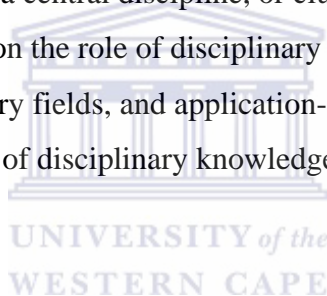 a central discipline, or
on the role of disciplinary
ry fields, and application-
of disciplinary knowledge
UNIVERSITY of the
WESTERN CAPE